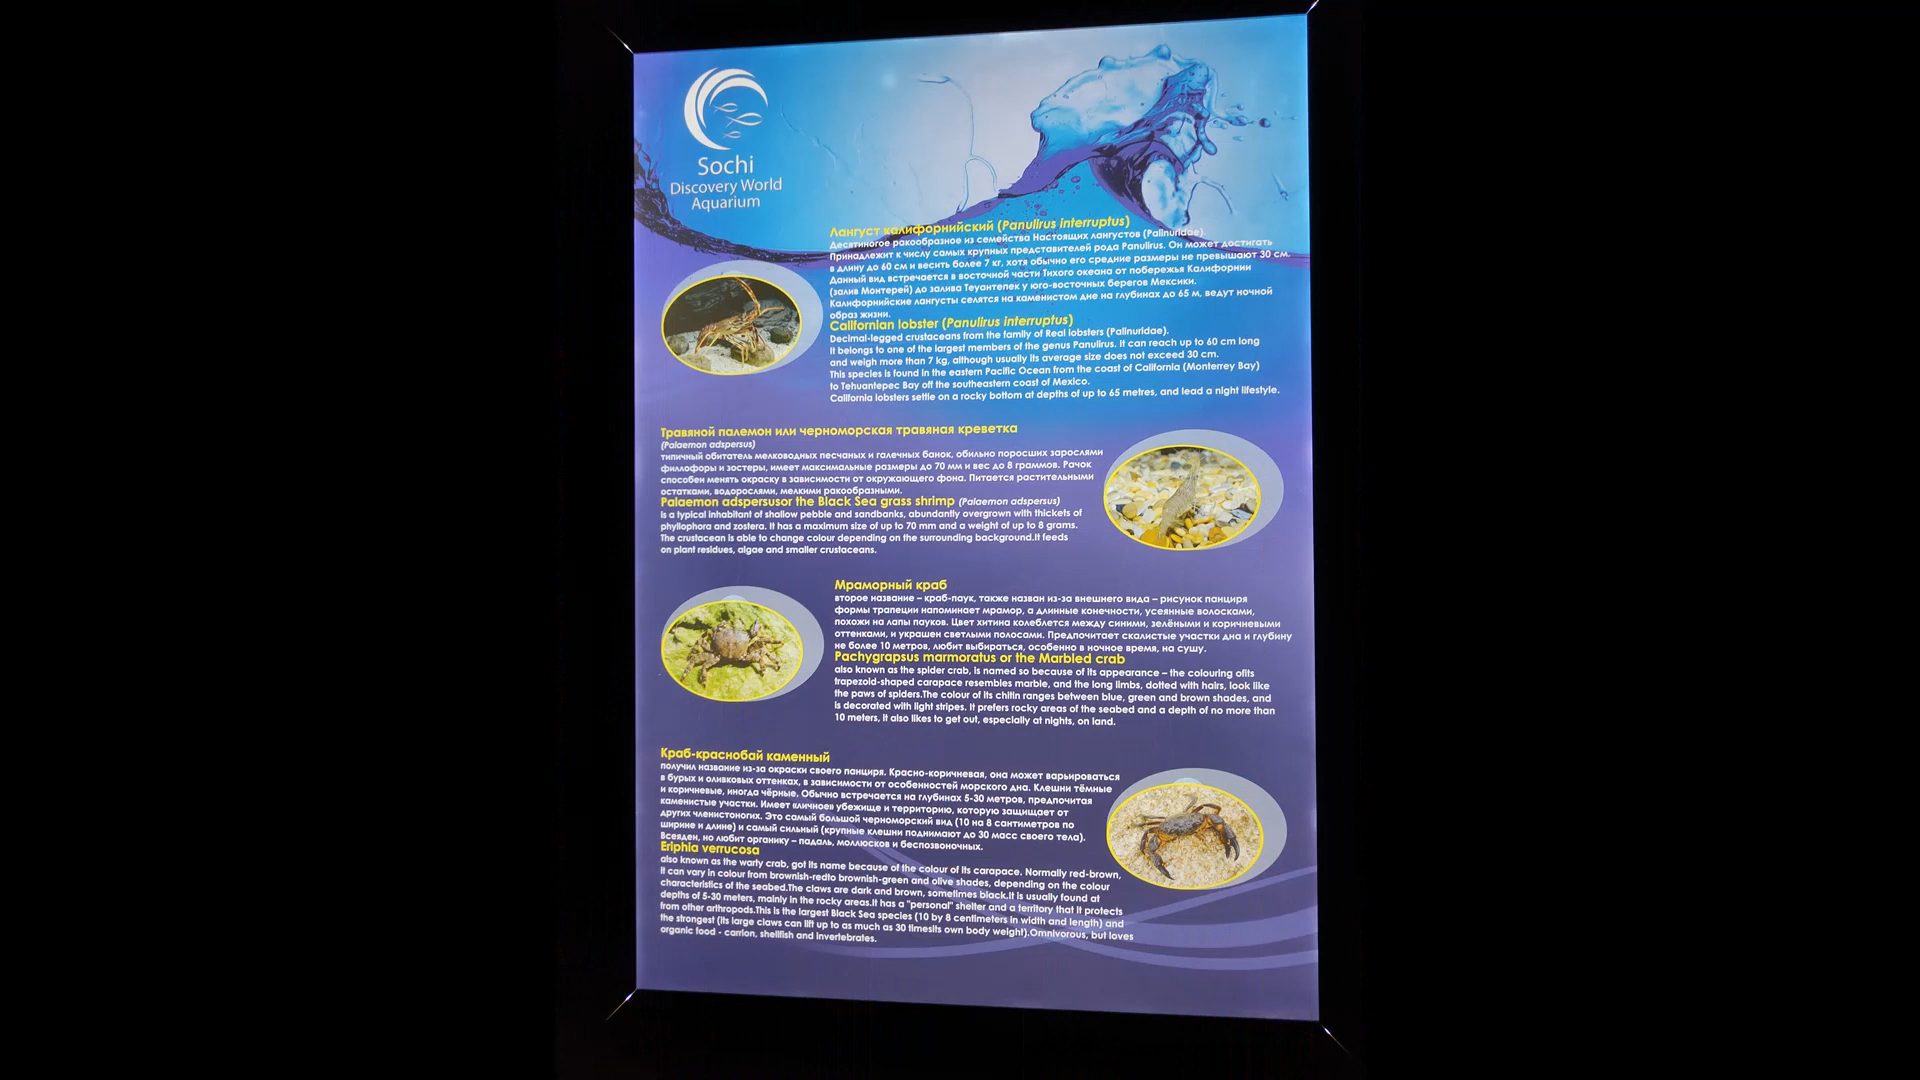 Sochi
Discovery World
Aquarium
Лангуст калифорнийский (Panulirus interruptus)
Десятиногое ракообразное из семейства Настоящих лангустов (Palinuridae).
Принадлежит к числу самых крупных представителей рода Panulirus. Он может достигать
в длину до 60 см и весить более 7 кг, хотя обычно его средние размеры не превышают 30 см.
Данный вид встречается в восточной части Тихого океана от побережья Калифорнии
(залив Монтерей) до залива Теуантепек у юго-восточных берегов Мексики.
Калифорнийские лангусты селятся на каменистом дне на глубинах до 65 м, ведут ночной
образ жизни.
Californian lobster (Panulirus interruptus)
Decimal-legged crustaceans from the family of Real lobsters (Palinuridae).
It belongs to one of the largest members of the genus Panulirus. It can reach up to 60 cm long
and weigh more than 7 kg, although usually its average size does not exceed 30 cm.
This species is found in the eastern Pacific Ocean from the coast of California (Monterrey Bay)
to Tehuantepec Bay off the southeastern coast of Mexico.
California lobsters settle on a rocky bottom at depths of up to 65 metres, and lead a night lifestyle.
Травяной палемон или черноморская травяная креветка
(Palaemon adspersus)
типичный обитатель мелководных песчаных и галечных банок, обильно поросших зарослями
филлофоры и зостеры, имеет максимальные размеры до 70 мм и вес до 8 граммов. Рачок
способен менять окраску в зависимости от окружающего фона. Питается растительными
остатками, водорослями, мелкими ракообразными.
Palaemon adspersusor the Black Sea grass shrimp (Palaemon adspersus)
is a typical inhabitant of shallow pebble and sandbanks, abundantly overgrown with thickets of
phyllophora and zostera. It has a maximum size of up to 70 mm and a weight of up to 8 grams.
The crustacean is able to change colour depending on the surrounding background.It feeds
on plant residues, algae and smaller crustaceans.
Мраморный краб
второе название – краб-паук, также назван из-за внешнего вида – рисунок панциря
формы трапеции напоминает мрамор, а длинные конечности, усеянные волосками,
похожи на лапы пауков. Цвет хитина колеблется между синими, зелёными и коричневыми
оттенками, и украшен светлыми полосами. Предпочитает скалистые участки дна и глубину
не более 10 метров, любит выбираться, особенно в ночное время, на сушу.
Pachygrapsus marmoratus or the Marbled crab
also known as the spider crab, is named so because of its appearance – the colouring ofits
trapezoid-shaped carapace resembles marble, and the long limbs, dotted with hairs, look like
the paws of spiders.The colour of its chitin ranges between blue, green and brown shades, and
is decorated with light stripes. It prefers rocky areas of the seabed and a depth of no more than
10 meters, it also likes to get out, especially at nights, on land.
Краб-краснобай каменный
получил название из-за окраски своего панциря. Красно-коричневая, она может варьироваться
в бурых и оливковых оттенках, в зависимости от особенностей морского дна. Клешни тёмные
и коричневые, иногда чёрные. Обычно встречается на глубинах 5-30 метров, предпочитая
каменистые участки. Имеет «личное» убежище и территорию, которую защищает от
других членистоногих. Это самый большой черноморский вид (10 на 8 сантиметров по
ширине и длине) и самый сильный (крупные клешни поднимают до 30 масс своего тела).
Всеяден, но любит органику – падаль, моллюсков и беспозвоночных.
Eriphia verrucosa
also known as the warty crab, got its name because of the colour of its carapace. Normally red-brown,
it can vary in colour from brownish-redto brownish-green and olive shades, depending on the colour
characteristics of the seabed.The claws are dark and brown, sometimes black.It is usually found at
depths of 5-30 meters, mainly in the rocky areas.It has a "personal" shelter and a territory that it protects
from other arthropods.This is the largest Black Sea species (10 by 8 centimeters in width and length) and
the strongest (its large claws can lift up to as much as 30 timesits own body weight).Omnivorous, but loves
organic food - carrion, shellfish and invertebrates.